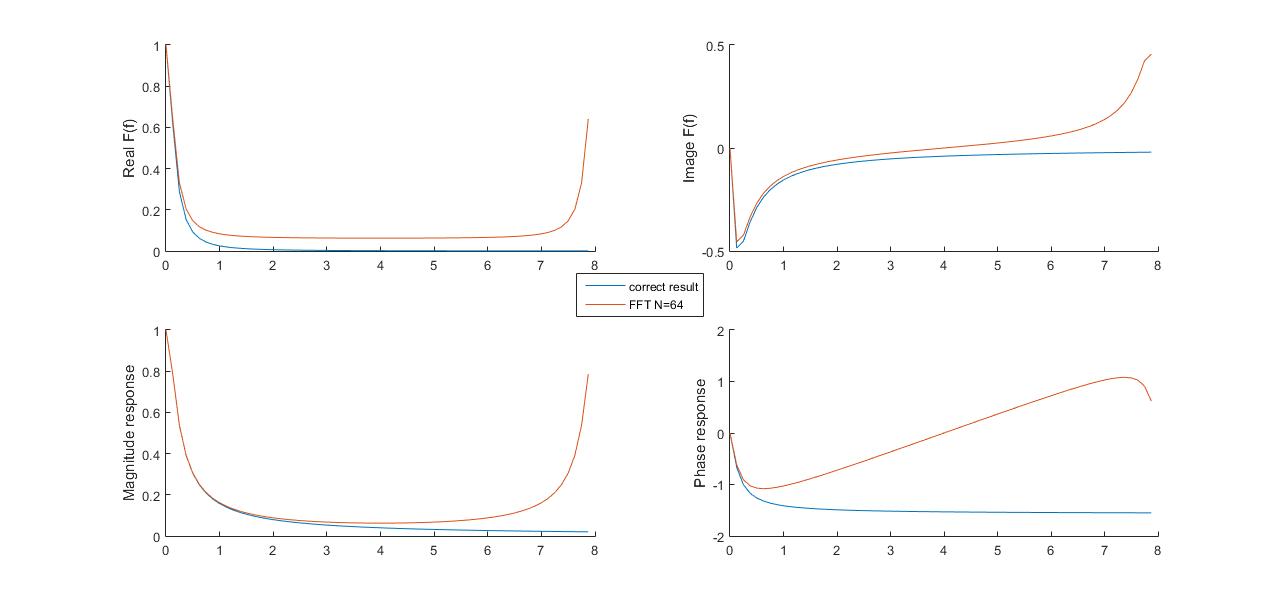 1
0.8
0.6
0.4
0.2
0
Real F(f)
0 1 2 3 4 5 6 7 8
0.5
0
-0.5
Image F(f)
0 1 2 3 4 5 6 7 8
correct result
FFT N=64
1
0.8
0.6
0.4
0.2
0
Magnitude response
0 1 2 3 4 5 6 7 8
2
1
0
-1
-2
Phase response
0 1 2 3 4 5 6 7 8